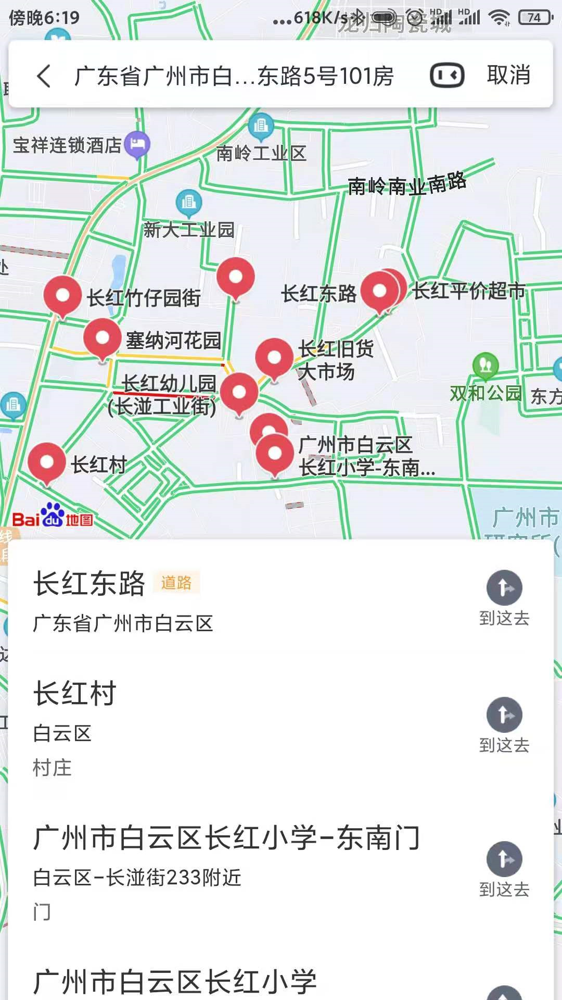 傍晚6:19
...618K/s
HD
HD
74
龙归陶瓷城
广东省广州市白...东路5号101房
取消
宝祥连锁酒店
南岭工业区
南岭南业南路
新大工业园
处
长红竹仔园街
长红东路
长红平价超市
塞纳河花园
长红旧货
大市场
长红幼儿园
(长湴工业街)
双和公园
东方
广州市白云区
长红小学-东南...
长红村
Bai du 地图
广州市
研究所(
线
长红东路
道路
广东省广州市白云区
到这去
长红村
白云区
村庄
到这去
广州市白云区长红小学-东南门
白云区-长湴街233附近
门
到这去
广州市白云区长红小学